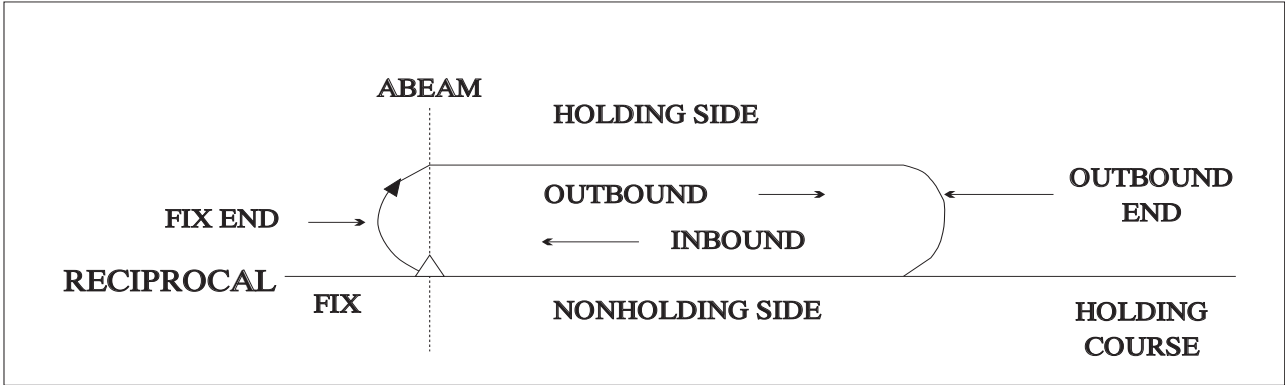 ABEAM
HOLDING SIDE
OUTBOUND
OUTBOUND
END
FIX END
INBOUND
RECIPROCAL
FIX
NONHOLDING SIDE
HOLDING
COURSE